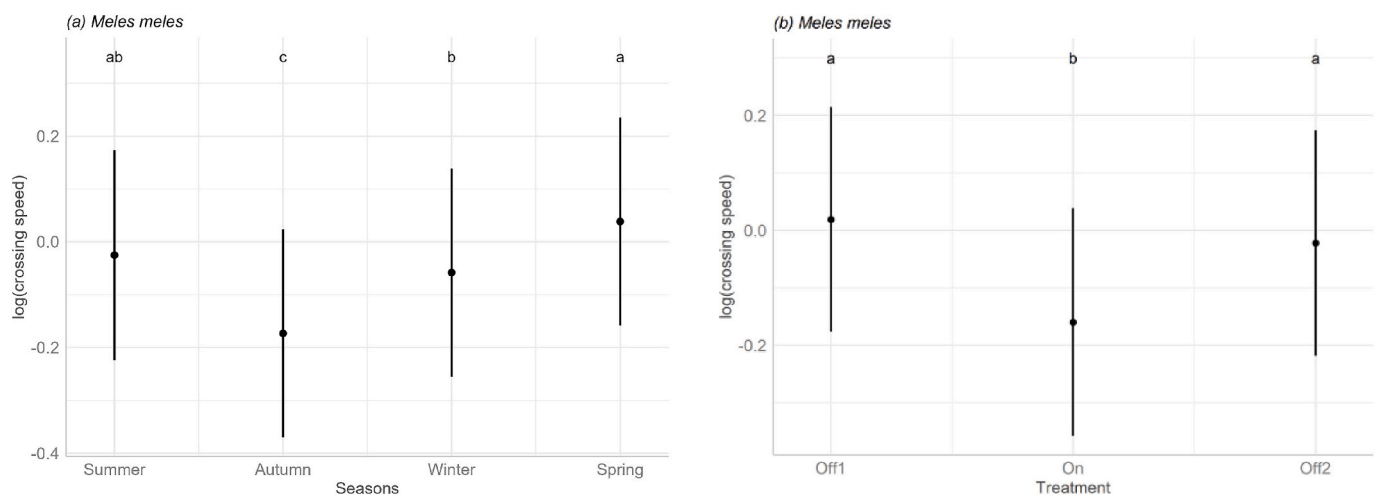 (a) Meles meles
ab c b a
0.2
0.0
-0.2
-0.4
log(crossing speed)
Summer Autumn Winter Spring
Seasons
(b) Meles meles
a b a
0.2
0.0
-0.2
log(crossing speed)
Off1 On Off2
Treatment